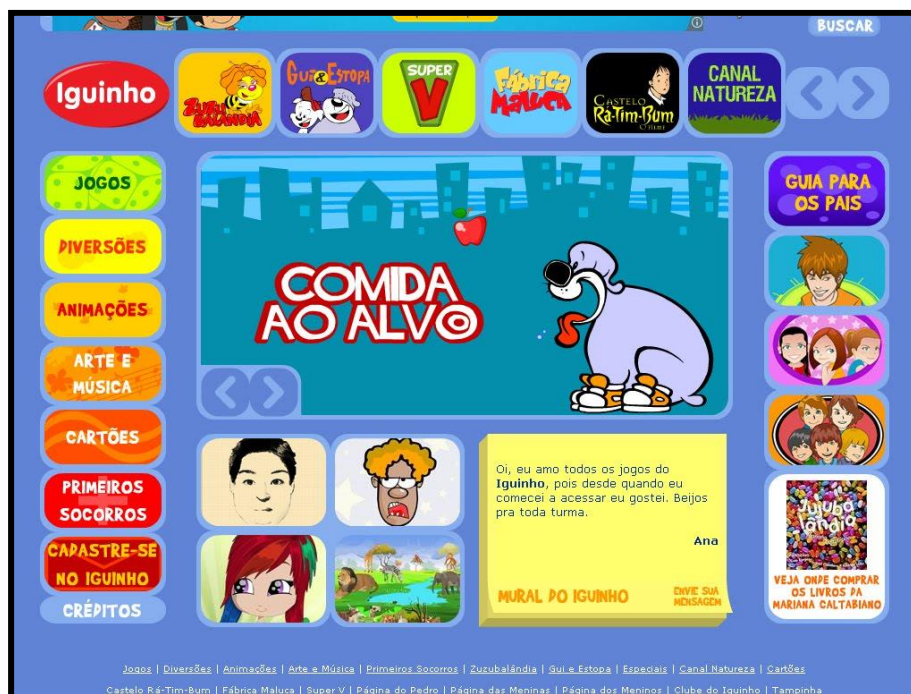 BUSCAR
Iguinho
ZUZU
BALANDIA
GUI & ESTOPA
SUPER
V
Fábrica
Maluca
CASTELO
Rá-Tim-Bum
CANAL
NATUREZA
JOGOS
DIVERSÕES
ANIMAÇÕES
ARTE E
MÚSICA
CARTÕES
PRIMEIROS
SOCORROS
CADASTRE-SE
NO IGUINHO
CRÉDITOS
COMIDA
AO ALVO
GUIA PARA
OS PAIS
Oi, eu amo todos os jogos do
Iguinho, pois desde quando eu
comecei a acessar eu gostei. Beijos
pra toda turma.
Ana
MURAL DO IGUINHO
ENVIE SUA
MENSAGEM
Jujuba
lândia
VEJA ONDE COMPRAR
OS LIVROS DA
MARIANA CALTABIANO
Jogos | Diversões | Animações | Arte e Música | Primeiros Socorros | Zuzubalândia | Gui e Estopa | Especiais | Canal Natureza | Cartões
Castelo Rá-Tim-Bum | Fábrica Maluca | Super V | Página do Pedro | Página das Meninas | Página dos Meninos | Clube do Iguinho | Tampinha